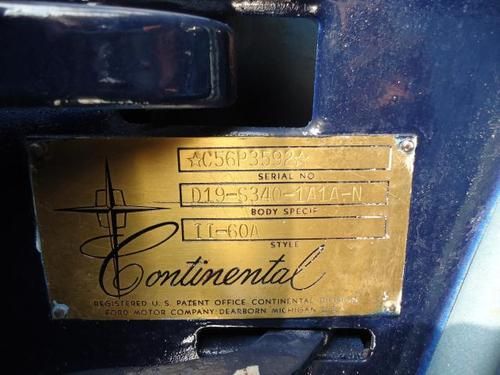 ☆C56P3592☆
SERIAL NO
D19-S340-1A1A-N
BODY SPECIF
II-60A
STYLE
Continental
REGISTERED U. S. PATENT OFFICE CONTINENTAL DIVISION
FORD MOTOR COMPANY DEARBORN MICHIGAN